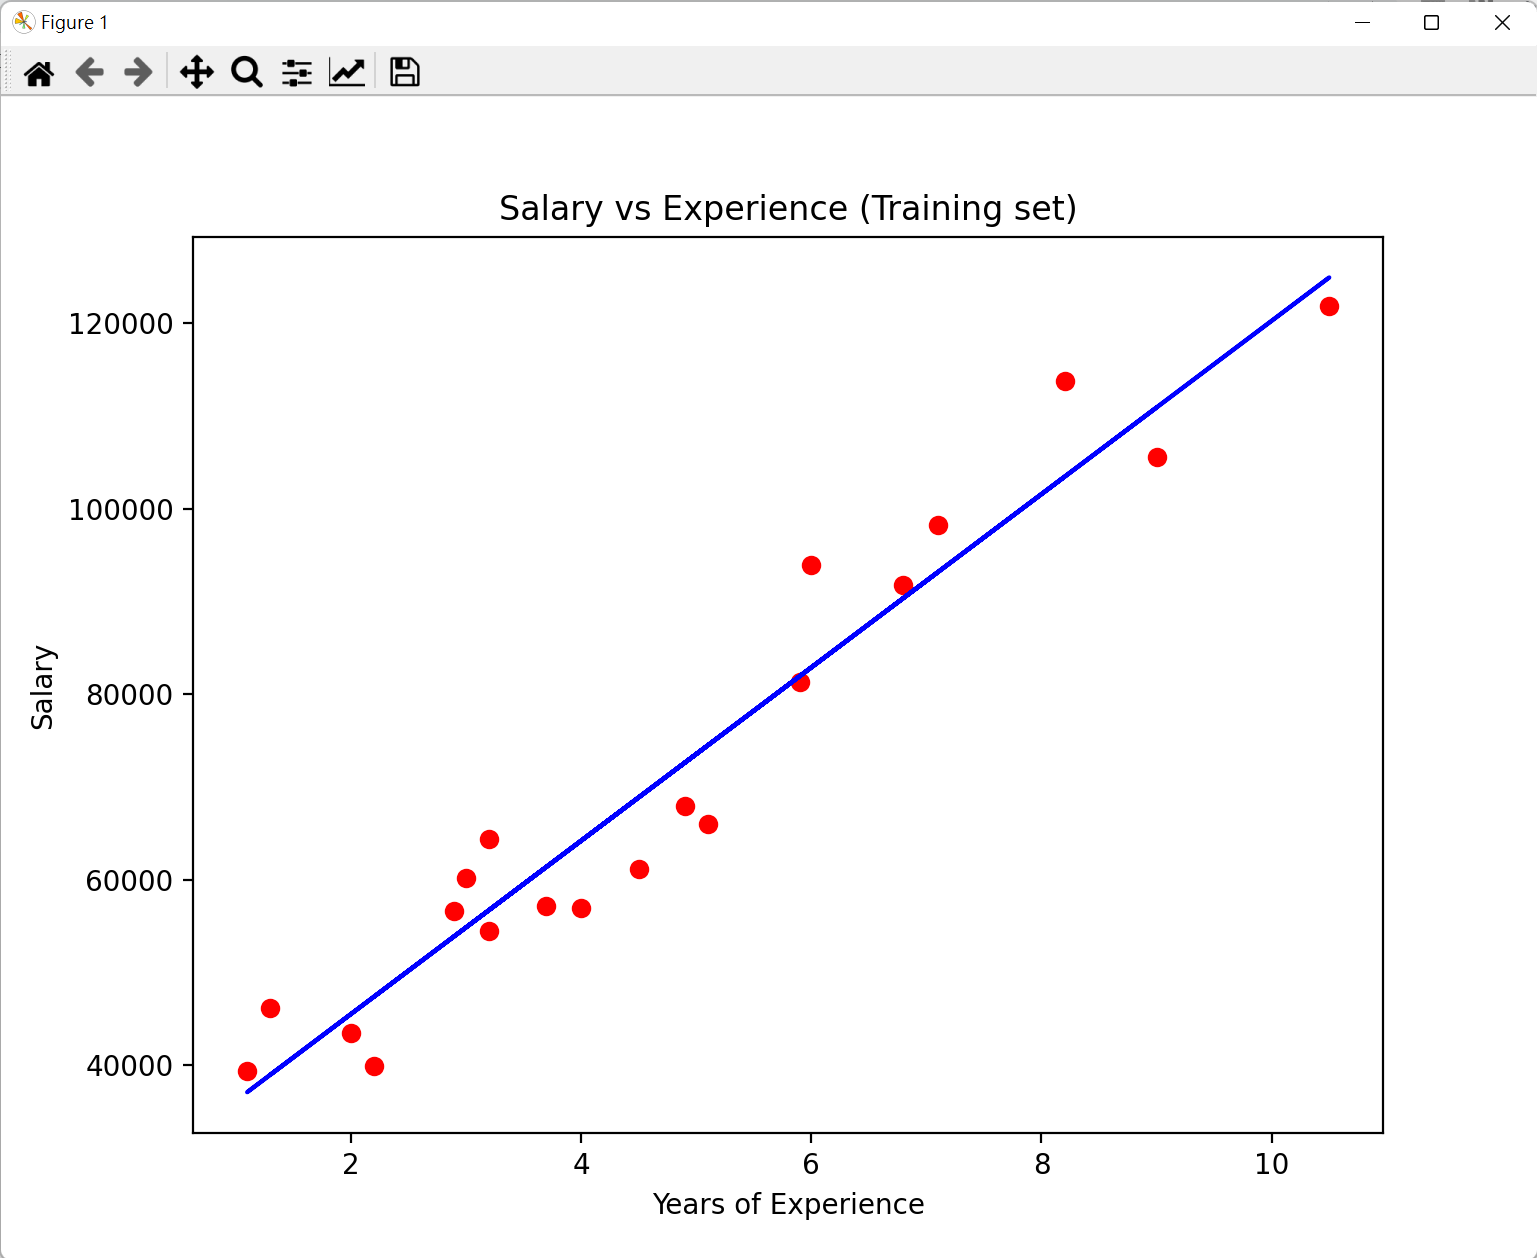 Figure 1
Salary vs Experience (Training set)
120000
100000
80000
60000
40000
Salary
2 4 6 8 10
Years of Experience